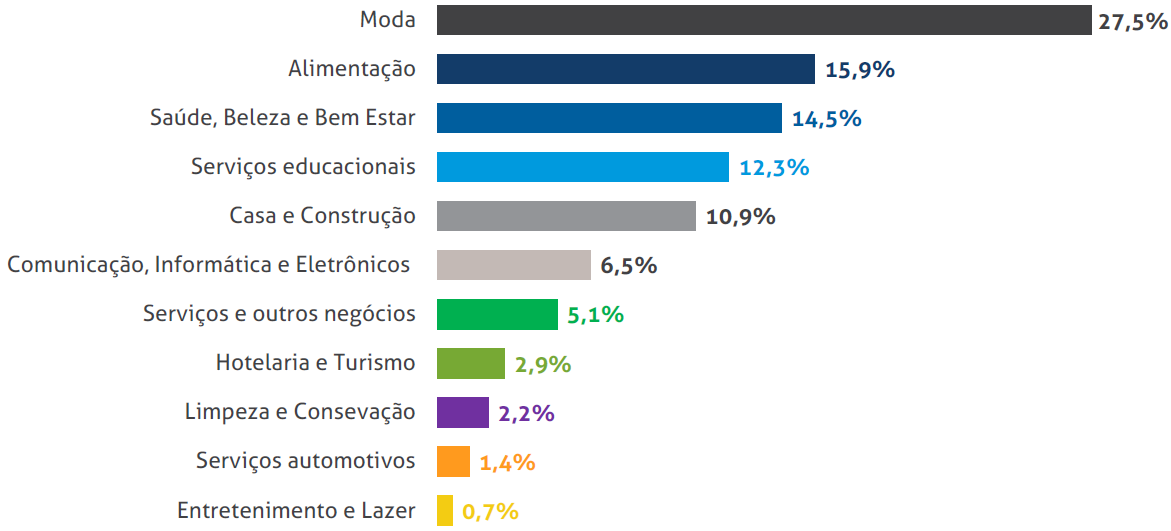 Moda 27,5%
Alimentação 15,9%
Saúde, Beleza e Bem Estar 14,5%
Serviços educacionais 12,3%
Casa e Construção 10,9%
Comunicação, Informática e Eletrônicos 6,5%
Serviços e outros negócios 5,1%
Hotelaria e Turismo 2,9%
Limpeza e Consevação 2,2%
Serviços automotivos 1,4%
Entretenimento e Lazer 0,7%